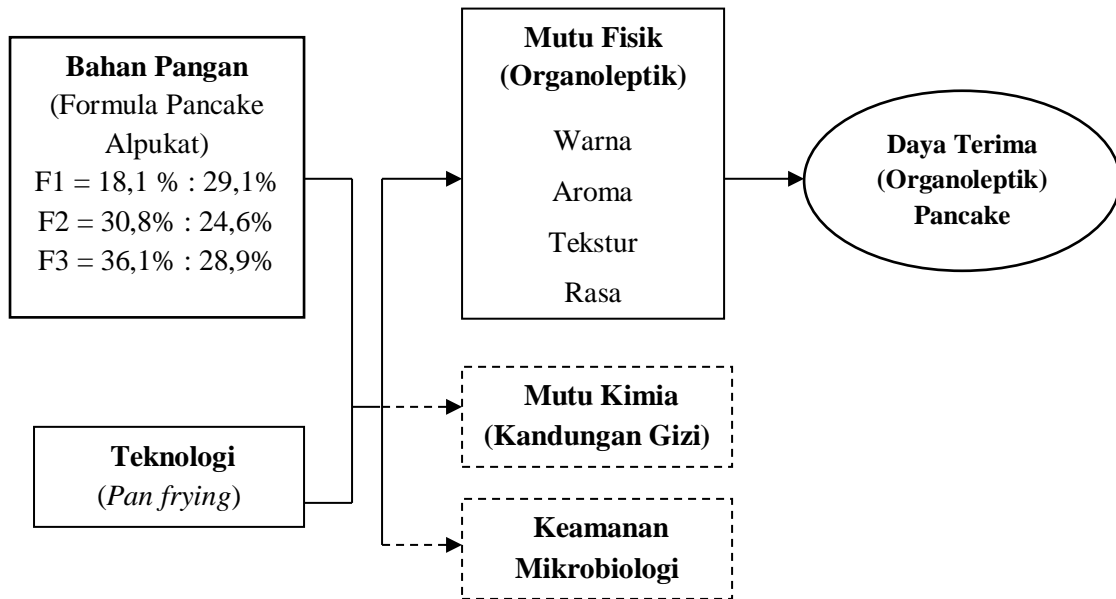 Bahan Pangan
(Formula Pancake
Alpukat)
F1 = 18,1 % : 29,1%
F2 = 30,8% : 24,6%
F3 = 36,1% : 28,9%
Teknologi
(Pan frying)
Mutu Fisik
(Organoleptik)
Warna
Aroma
Tekstur
Rasa
Mutu Kimia
(Kandungan Gizi)
Keamanan
Mikrobiologi
Daya Terima
(Organoleptik)
Pancake